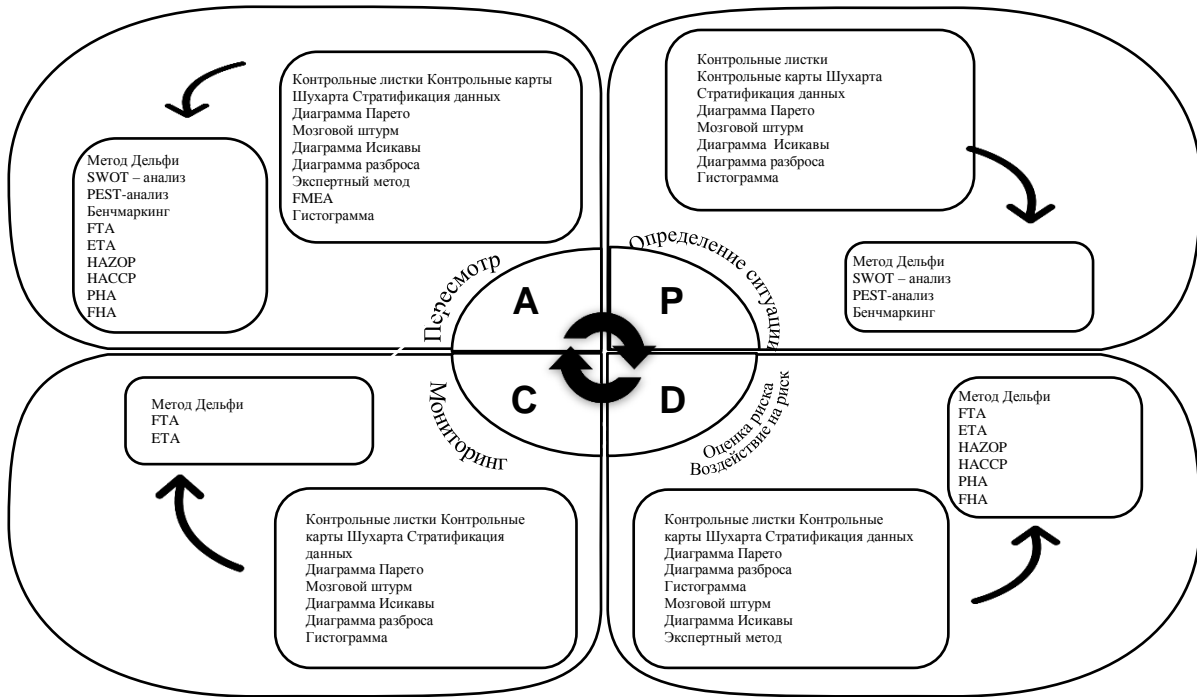 Контрольные листки Контрольные карты
Шухарта Стратификация данных
Диаграмма Парето
Мозговой штурм
Диаграмма Исикавы
Диаграмма разброса
Экспертный метод
FMEA
Гистограмма
Метод Дельфи
SWOT – анализ
PEST-анализ
Бенчмаркинг
FTA
ETA
HAZOP
HACCP
PHA
FHA
Контрольные листки
Контрольные карты Шухарта
Стратификация данных
Диаграмма Парето
Мозговой штурм
Диаграмма Исикавы
Диаграмма разброса
Гистограмма
Метод Дельфи
SWOT – анализ
PEST-анализ
Бенчмаркинг
Пересмотр
A
Определение ситуации
P
Мониторинг
C
Оценка риска
Воздействие на риск
D
Метод Дельфи
FTA
ETA
Контрольные листки Контрольные
карты Шухарта Стратификация
данных
Диаграмма Парето
Мозговой штурм
Диаграмма Исикавы
Диаграмма разброса
Гистограмма
Метод Дельфи
FTA
ETA
HAZOP
HACCP
PHA
FHA
Контрольные листки Контрольные
карты Шухарта Стратификация данных
Диаграмма Парето
Диаграмма разброса
Гистограмма
Мозговой штурм
Диаграмма Исикавы
Экспертный метод